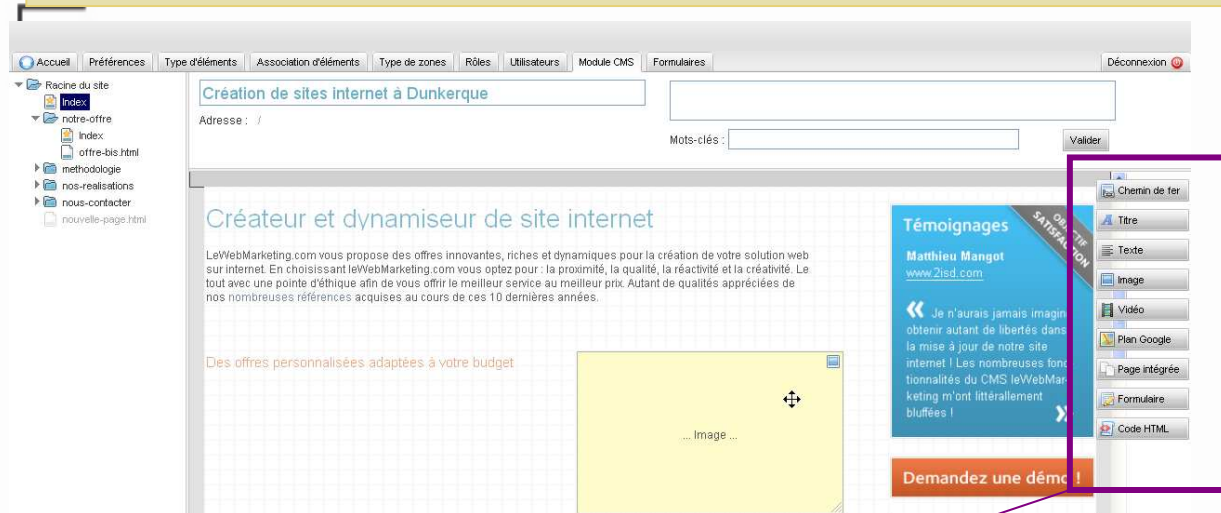 Accueil Préférences Type d'éléments Association d'éléments Type de zones Rôles Utilisateurs Module CMS Formulaires Déconnexion
Racine du site
Index
notre-offre
Index
offre-bis.html
methodologie
nos-realisations
nous-contacter
nouvelle-page.html
Création de sites internet à Dunkerque
Adresse : /
Mots-clés :
Valider
Créateur et dynamiseur de site internet
LeWebMarketing.com vous propose des offres innovantes, riches et dynamiques pour la création de votre solution web
sur internet. En choisissant leWebMarketing.com vous optez pour : la proximité, la qualité, la réactivité et la créativité. Le
tout avec une pointe d'éthique afin de vous offrir le meilleur service au meilleur prix. Autant de qualités appréciées de
nos nombreuses références acquises au cours de ces 10 dernières années.
Des offres personnalisées adaptées à votre budget
... Image ...
Témoignages
OBJECTIF
SATISFACTION
Matthieu Mangot
www.2isd.com
« Je n'aurais jamais imagin
obtenir autant de libertés dans
la mise à jour de notre site
internet ! Les nombreuses fonc
tionnalités du CMS leWebMar-
keting m'ont littérallement
bluffées ! »
Demandez une démo !
Chemin de fer
Titre
Texte
Image
Vidéo
Plan Google
Page intégrée
Formulaire
Code HTML